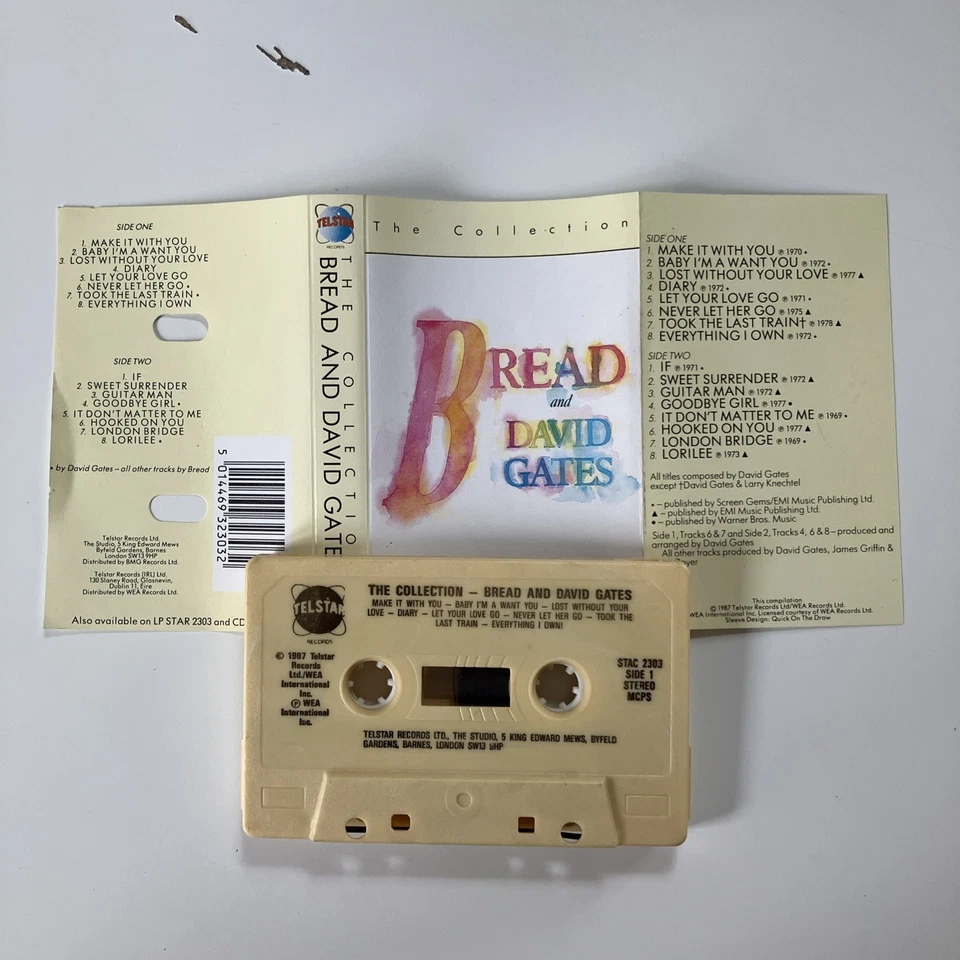 SIDE ONE
1. MAKE IT WITH YOU
2. BABY I'M A WANT YOU
3. LOST WITHOUT YOUR LOVE
4. DIARY
5. LET YOUR LOVE GO
6. NEVER LET HER GO •
7. TOOK THE LAST TRAIN •
8. EVERYTHING I OWN
SIDE TWO
1. IF
2. SWEET SURRENDER
3. GUITAR MAN
4. GOODBYE GIRL •
5. IT DON'T MATTER TO ME
6. HOOKED ON YOU
7. LONDON BRIDGE
8. LORILEE •
• by David Gates – all other tracks by Bread
Telstar Records Ltd.
The Studio, 5 King Edward Mews
Byfeld Gardens, Barnes
London SW13 9HP
Distributed by BMG Records Ltd.
Telstar Records (IRL) Ltd.
130 Slaney Road, Glasnevin,
Dublin 11, Eire
Distributed by WEA Records Ltd.
Also available on LP STAR 2303 and CD
5 014469 323032
TELSTAR
RECORDS
THE COLLECTIO
BREAD AND DAVID GATE
The Collection
BREAD
and
DAVID
GATES
SIDE ONE
1. MAKE IT WITH YOU ℗ 1970 •
2. BABY I'M A WANT YOU ℗ 1972 •
3. LOST WITHOUT YOUR LOVE ℗ 1977 ▲
4. DIARY ℗ 1972 •
5. LET YOUR LOVE GO ℗ 1971 •
6. NEVER LET HER GO ℗ 1975 ▲
7. TOOK THE LAST TRAIN† ℗ 1978 ▲
8. EVERYTHING I OWN ℗ 1972 •
SIDE TWO
1. IF ℗ 1971 •
2. SWEET SURRENDER ℗ 1972 ▲
3. GUITAR MAN ℗ 1972 ▲
4. GOODBYE GIRL ℗ 1977 ◆
5. IT DON'T MATTER TO ME ℗ 1969 •
6. HOOKED ON YOU ℗ 1977 ▲
7. LONDON BRIDGE ℗ 1969 •
8. LORILEE ℗ 1973 ▲
All titles composed by David Gates
except †David Gates & Larry Knechtel
• – published by Screen Gems/EMI Music Publishing Ltd.
▲ – published by EMI Music Publishing Ltd.
◆ – published by Warner Bros. Music
Side 1, Tracks 6 & 7 and Side 2, Tracks 4, 6 & 8 – produced and
arranged by David Gates
All other tracks produced by David Gates, James Griffin &
This compilation
© 1987 Telstar Records Ltd/WEA Records Ltd.
WEA International Inc. Licensed courtesy of WEA Records Ltd.
Sleeve Design: Quick On The Draw
TELSTAR
RECORDS
THE COLLECTION – BREAD AND DAVID GATES
MAKE IT WITH YOU – BABY I'M A WANT YOU – LOST WITHOUT YOUR
LOVE – DIARY – LET YOUR LOVE GO – NEVER LET HER GO – TOOK THE
LAST TRAIN – EVERYTHING I OWN!
© 1987 Telstar
Records
Ltd./WEA
International
Inc.
℗ WEA
International
Inc.
STAC 2303
SIDE 1
STEREO
MCPS
TELSTAR RECORDS LTD., THE STUDIO, 5 KING EDWARD MEWS, BYFELD
GARDENS, BARNES, LONDON SW13 9HP